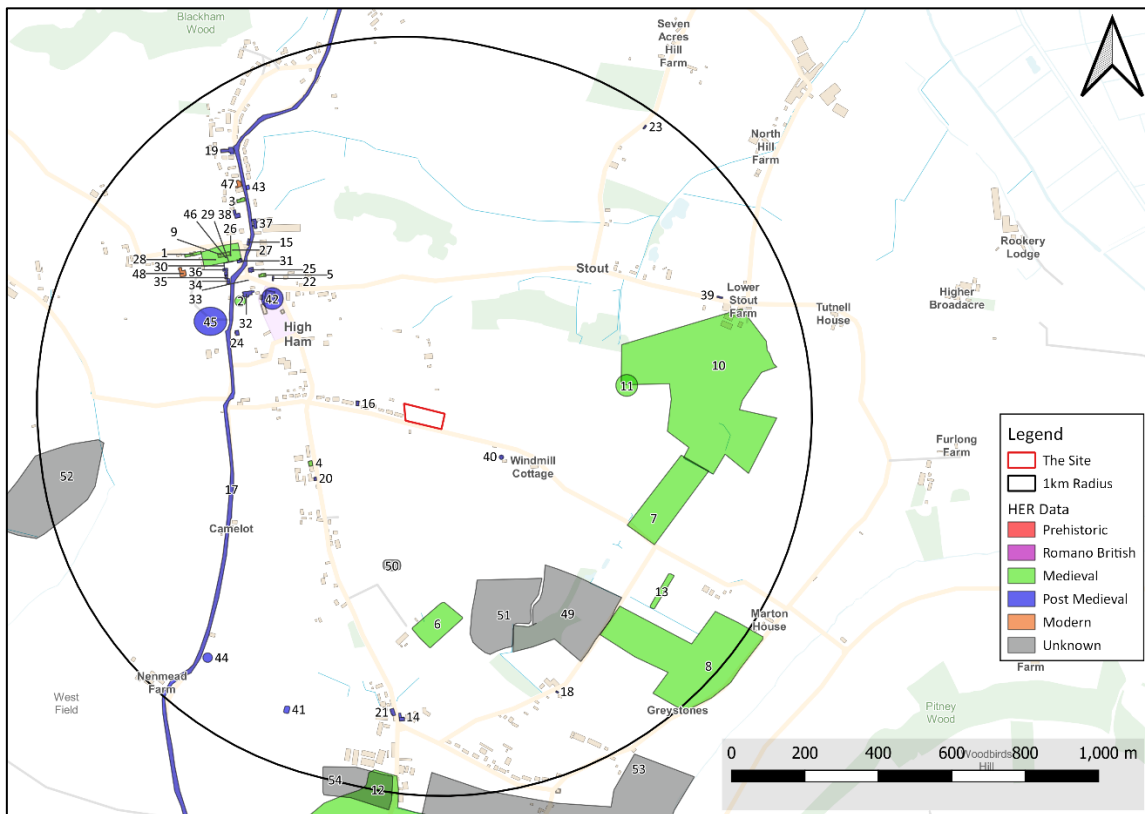 Blackham
Wood
Seven
Acres
Hill
Farm
23
North
Hill
Farm
19
47
43
3
46 29 38
37
9
26
15
1
27
28
31
30
25
36
5
48
35
34
22
33
2
42
32
45
24
High
Ham
Stout
39
Lower
Stout
Farm
Tutnell
House
Rookery
Lodge
Higher
Broadacre
10
11
16
40
Windmill
Cottage
4
20
52
17
Camelot
7
Furlong
Farm
50
51
49
13
6
Marton
House
8
44
Nenmead
Farm
West
Field
41
21
14
18
Greystones
Pitney
Wood
Farm
54
12
53
Legend
The Site
1km Radius
HER Data
Prehistoric
Romano British
Medieval
Post Medieval
Modern
Unknown
0 200 400 600 800 1,000 m
Woodbirds
Hill